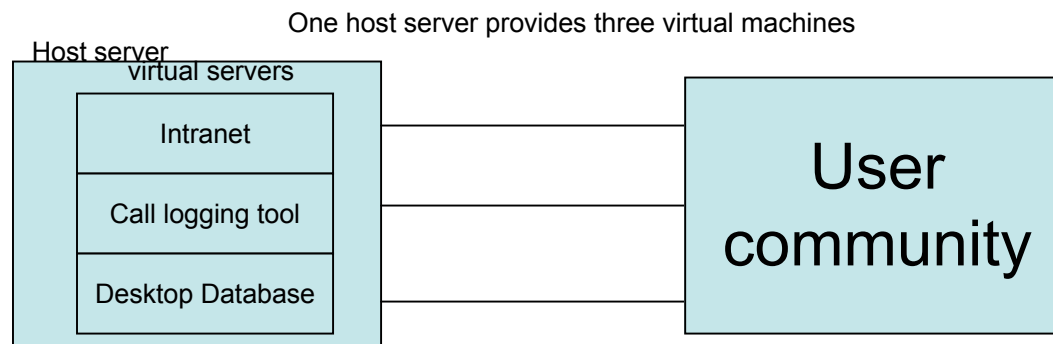 One host server provides three virtual machines
Host server
virtual servers
Intranet
Call logging tool
Desktop Database
User
community